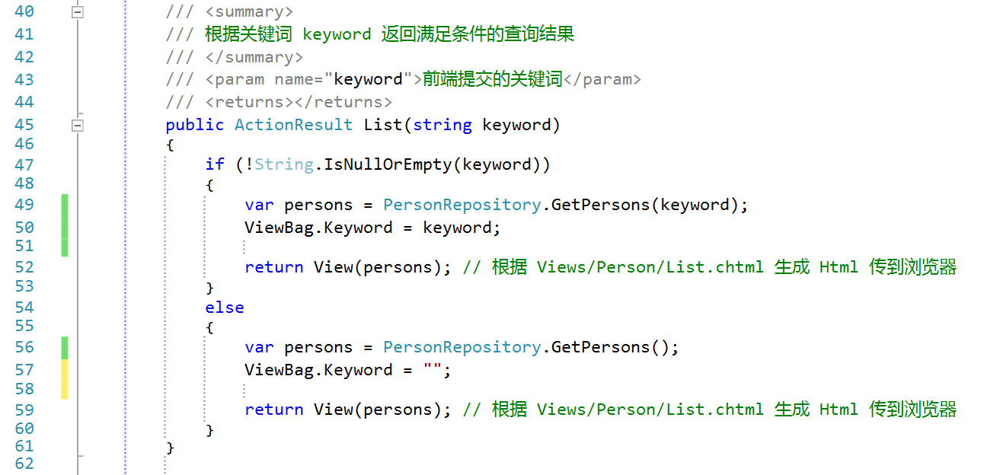 40 /// <summary>
41 /// 根据关键词 keyword 返回满足条件的查询结果
42 /// </summary>
43 /// <param name="keyword">前端提交的关键词</param>
44 /// <returns></returns>
45 public ActionResult List(string keyword)
46 {
47 if (!String.IsNullOrEmpty(keyword))
48 {
49 var persons = PersonRepository.GetPersons(keyword);
50 ViewBag.Keyword = keyword;
51
52 return View(persons); // 根据 Views/Person/List.chtml 生成 Html 传到浏览器
53 }
54 else
55 {
56 var persons = PersonRepository.GetPersons();
57 ViewBag.Keyword = "";
58
59 return View(persons); // 根据 Views/Person/List.chtml 生成 Html 传到浏览器
60 }
61 }
62